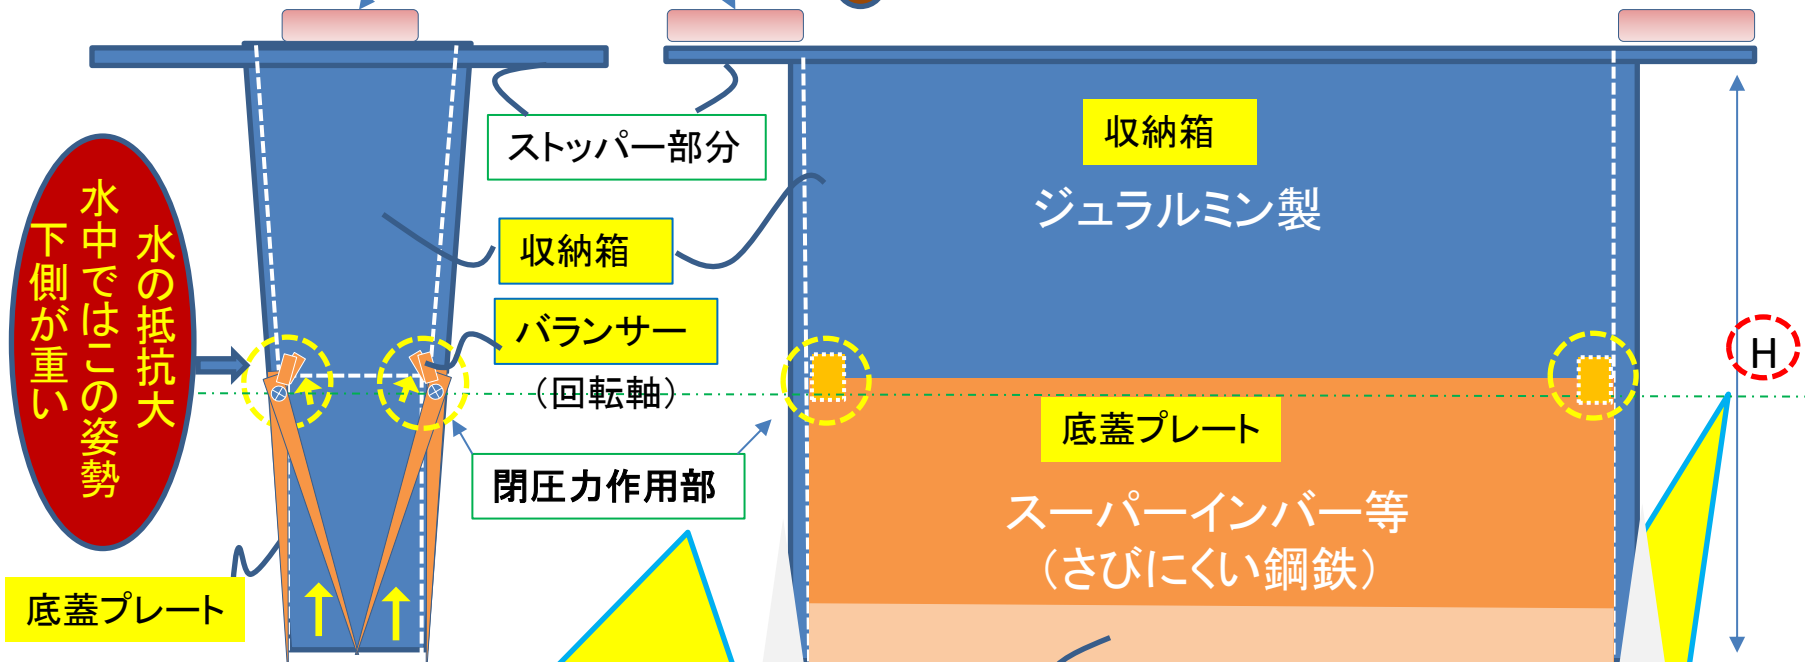 ストッパー部分
収納箱
ジュラルミン製
水の抵抗大
水中ではこの姿勢
下側が重い
収納箱
バランサー
（回転軸）
H
底蓋プレート
閉圧力作用部
スーパーインバー等
（さびにくい鋼鉄）
底蓋プレート